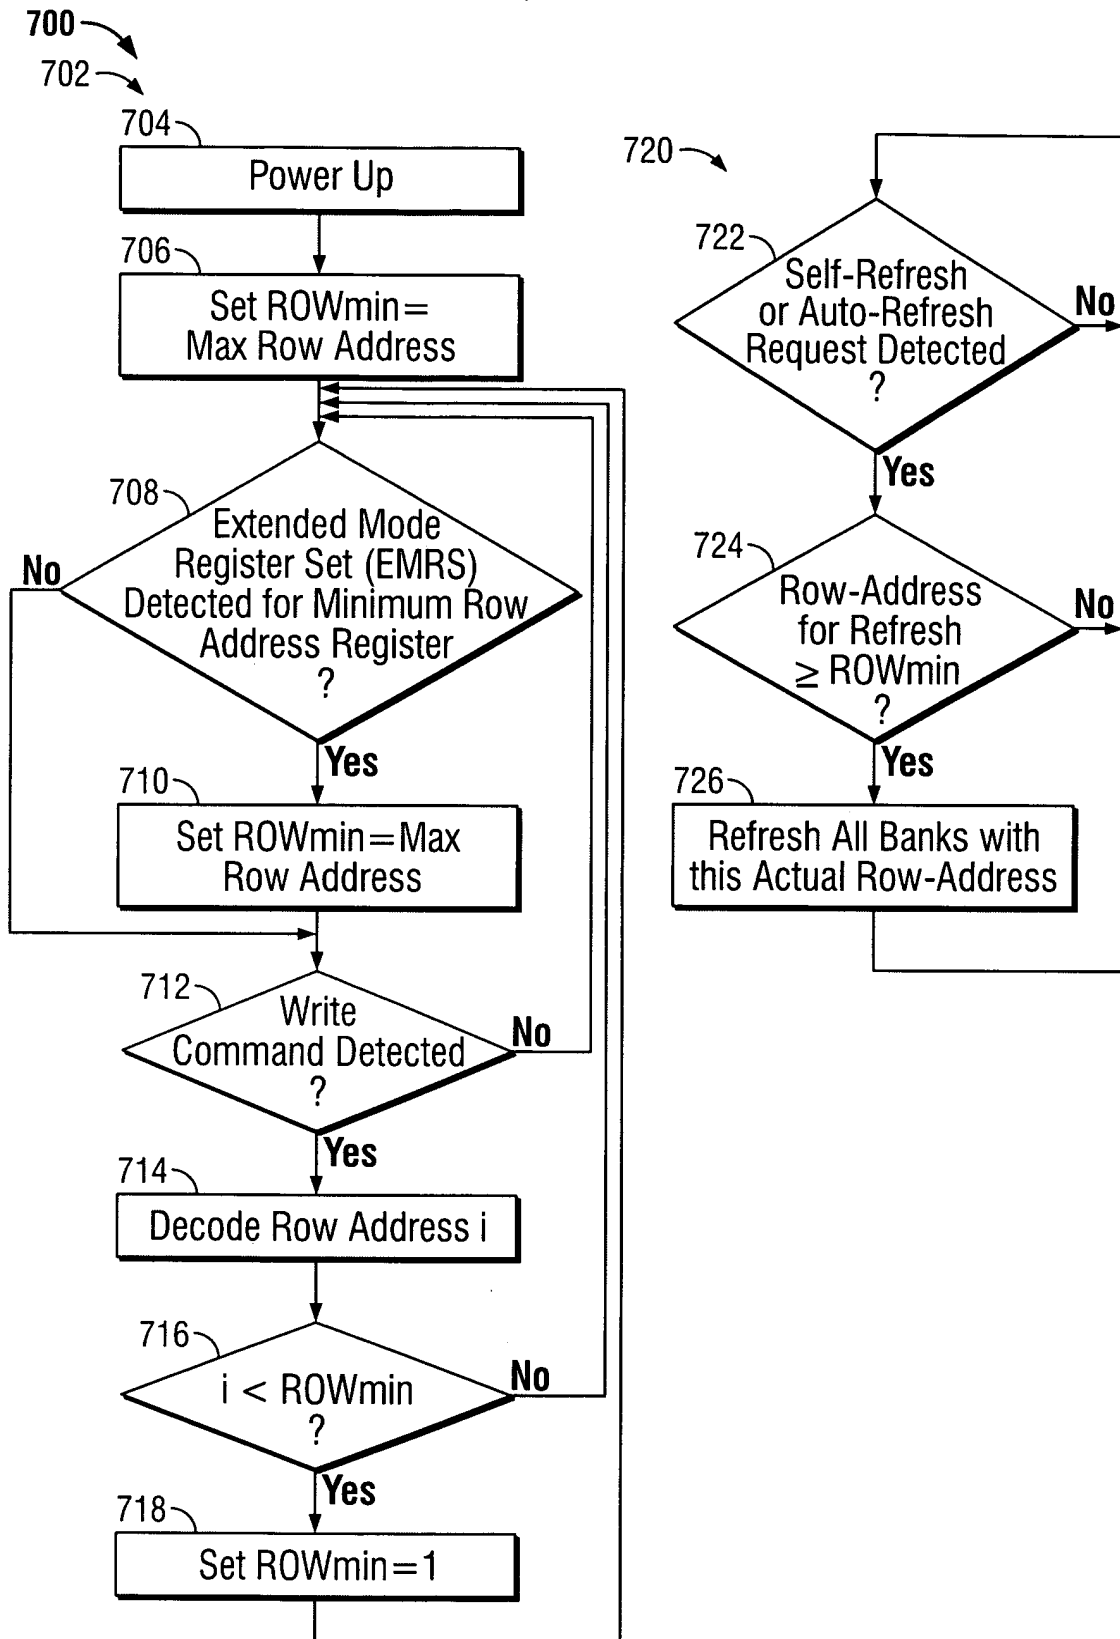 700
702
704
Power Up
706
Set ROWmin=
Max Row Address
708
Extended Mode
Register Set (EMRS)
Detected for Minimum Row
Address Register
?
No
Yes
710
Set ROWmin=Max
Row Address
712
Write
Command Detected
?
No
Yes
714
Decode Row Address i
716
i < ROWmin
?
No
Yes
718
Set ROWmin=1
720
722
Self-Refresh
or Auto-Refresh
Request Detected
?
No
Yes
724
Row-Address
for Refresh
≥ ROWmin
?
No
Yes
726
Refresh All Banks with
this Actual Row-Address